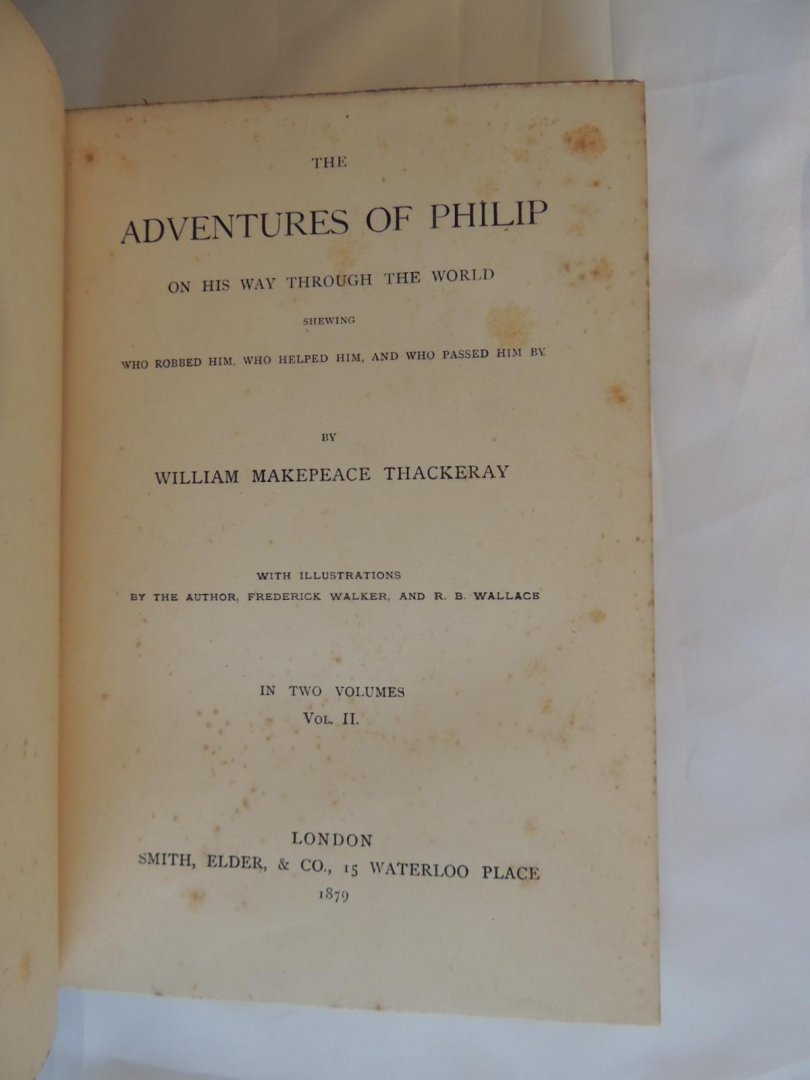 THE
ADVENTURES OF PHILIP
ON HIS WAY THROUGH THE WORLD
SHEWING
WHO ROBBED HIM, WHO HELPED HIM, AND WHO PASSED HIM BY
BY
WILLIAM MAKEPEACE THACKERAY
WITH ILLUSTRATIONS
BY THE AUTHOR, FREDERICK WALKER, AND R. B. WALLACE
IN TWO VOLUMES
VOL. II.
LONDON
SMITH, ELDER, & CO., 15 WATERLOO PLACE
1879